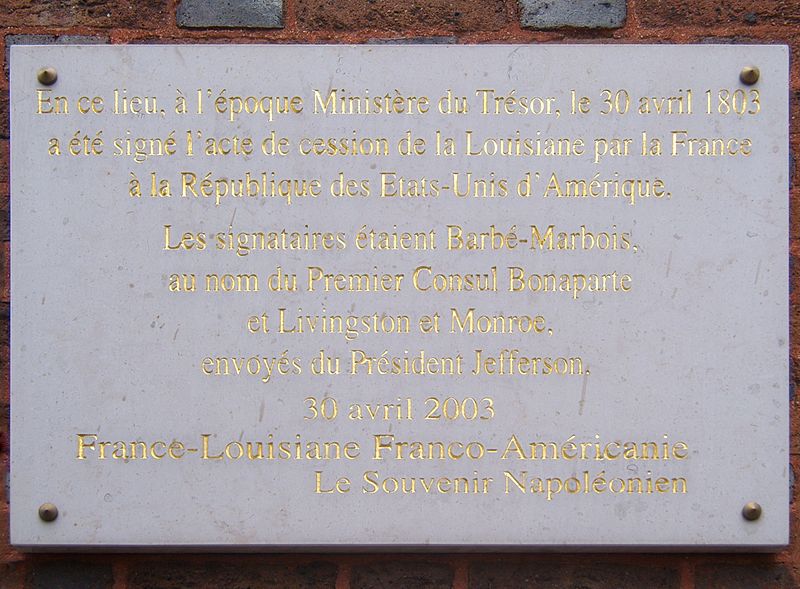 En ce lieu, à l'époque Ministère du Trésor, le 30 avril 1803
a été signé l'acte de cession de la Louisiane par la France
à la République des Etats-Unis d'Amérique.
Les signataires étaient Barbé-Marbois,
au nom du Premier Consul Bonaparte
et Livingston et Monroe,
envoyés du Président Jefferson.
30 avril 2003
France-Louisiane Franco-Américanie
Le Souvenir Napoléonien